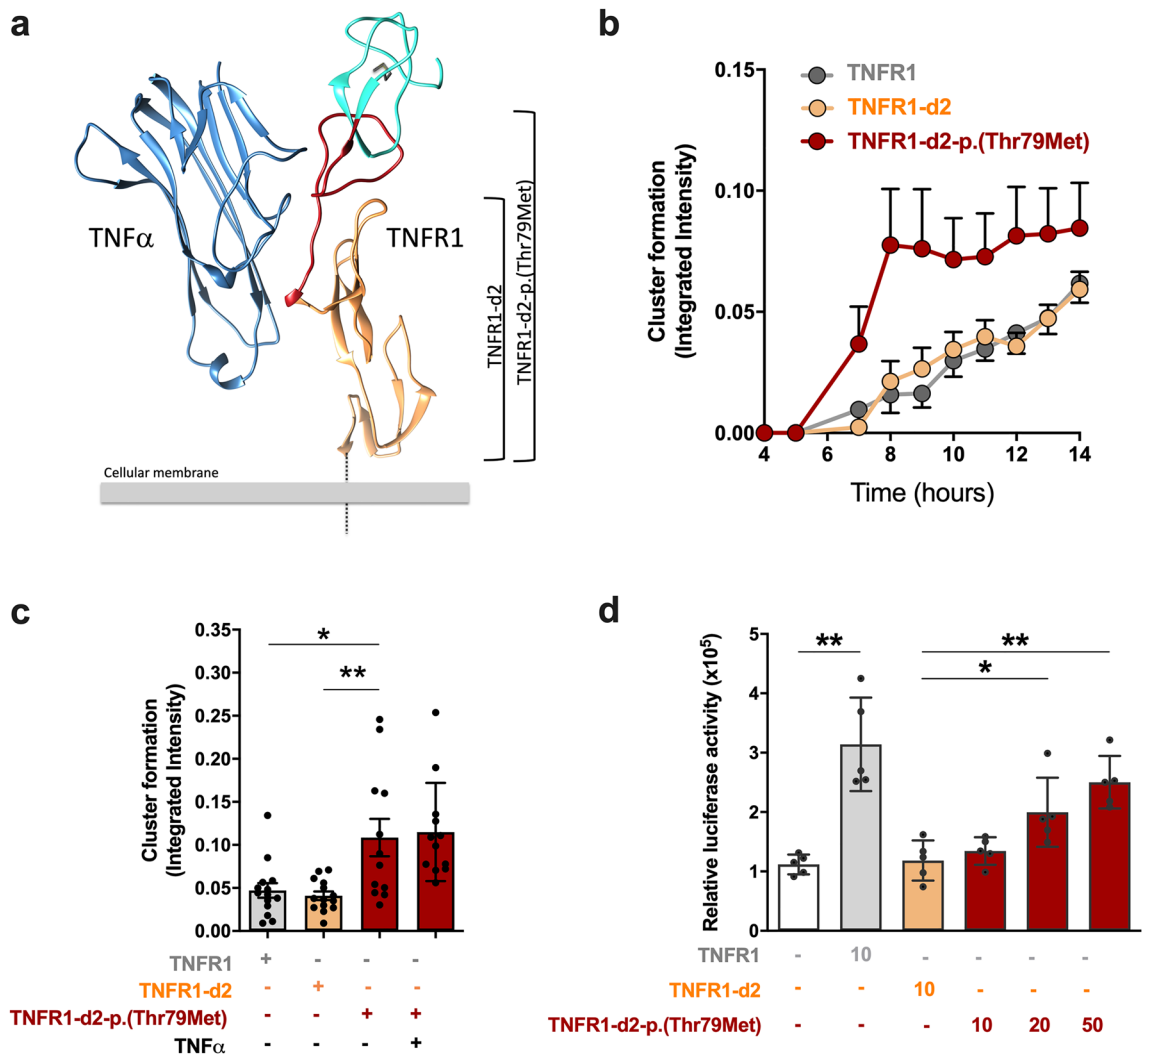 a
TNFα
TNFR1
TNFR1-d2
TNFR1-d2-p.(Thr79Met)
Cellular membrane
b
TNFR1
TNFR1-d2
TNFR1-d2-p.(Thr79Met)
Cluster formation
(Integrated Intensity)
0.15
0.10
0.05
0.00
4 6 8 10 12 14
Time (hours)
c
Cluster formation
(Integrated Intensity)
0.35
0.30
0.25
0.20
0.15
0.10
0.05
0.00
*
**
TNFR1 + - - -
TNFR1-d2 - + - -
TNFR1-d2-p.(Thr79Met) - - + +
TNFα - - - +
d
Relative luciferase activity (x10⁵)
5
4
3
2
1
0
** **
*
TNFR1 - 10 - - - -
TNFR1-d2 - - 10 - - -
TNFR1-d2-p.(Thr79Met) - - - 10 20 50